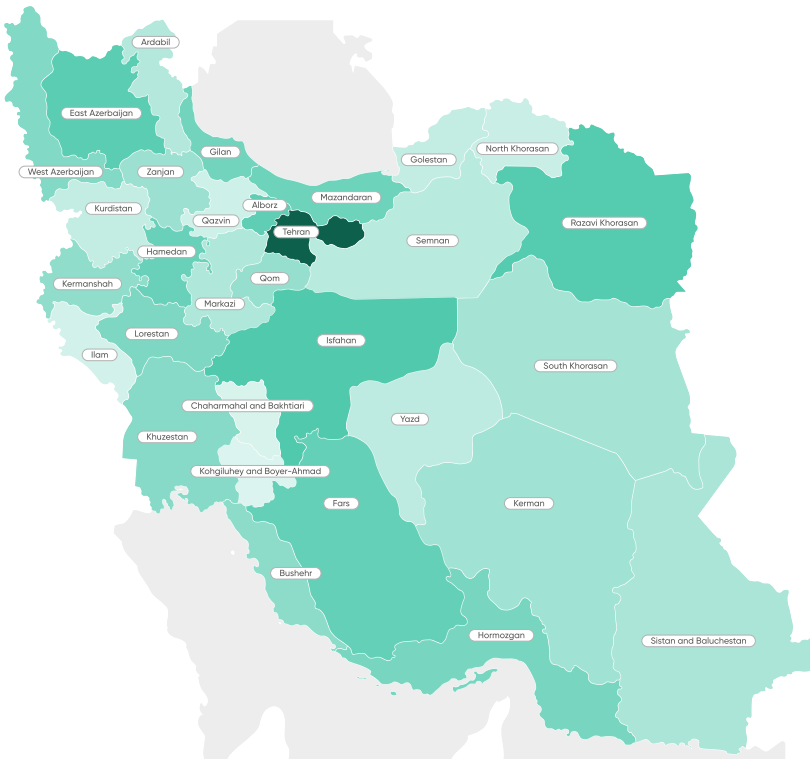 Ardabil
East Azerbaijan
Gilan
North Khorasan
Golestan
West Azerbaijan
Zanjan
Mazandaran
Alborz
Kurdistan
Qazvin
Razavi Khorasan
Tehran
Semnan
Hamedan
Qom
Kermanshah
Markazi
Lorestan
Isfahan
Ilam
South Khorasan
Chaharmahal and Bakhtiari
Yazd
Khuzestan
Kohgiluhey and Boyer-Ahmad
Fars
Kerman
Bushehr
Hormozgan
Sistan and Baluchestan